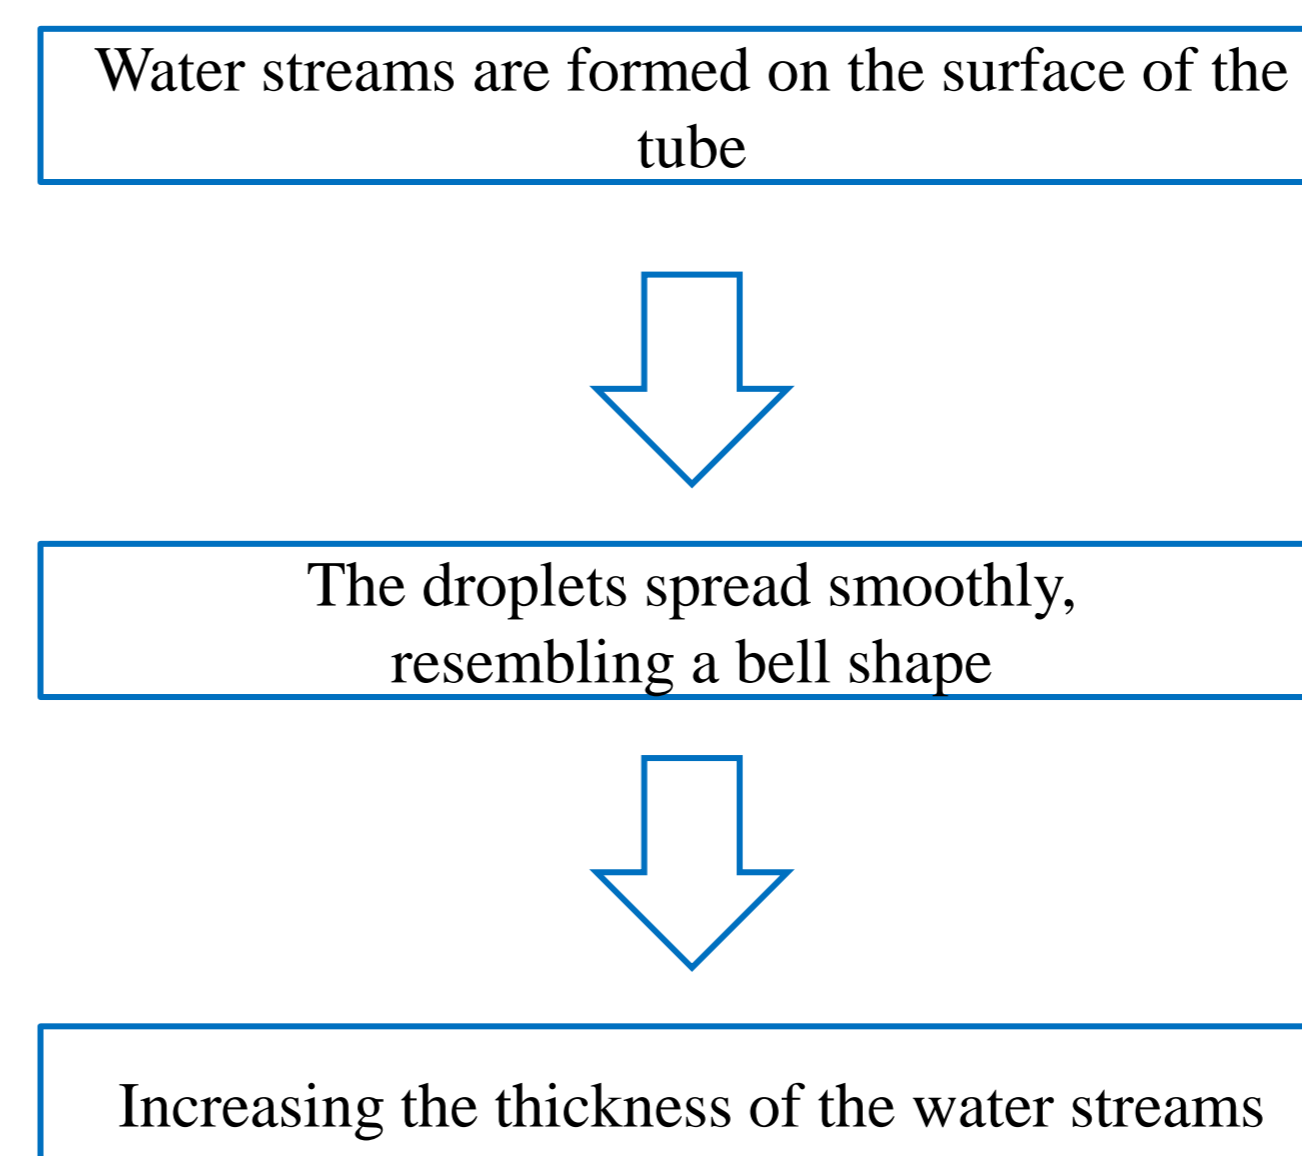 Water streams are formed on the surface of the
tube
The droplets spread smoothly,
resembling a bell shape
Increasing the thickness of the water streams